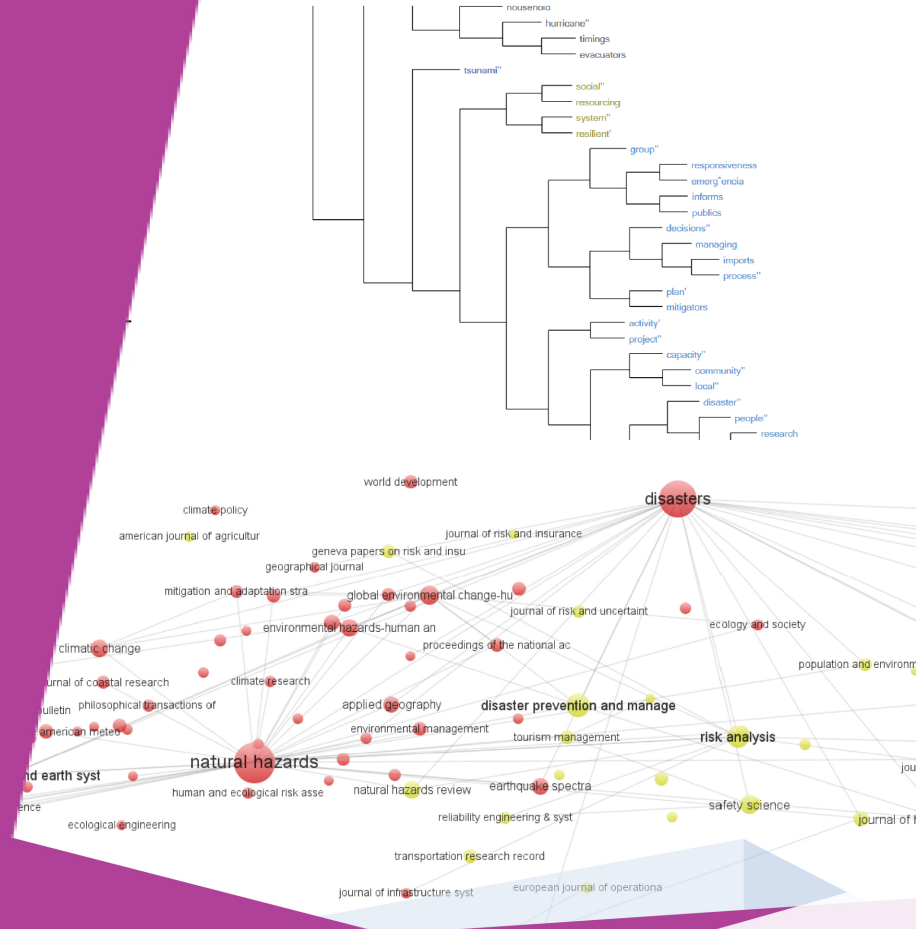 household
hurricane"
timings
evacuators
tsunami"
social"
resourcing
system"
resilient'
group"
responsiveness
emerg"encia
informs
publics
decisions"
managing
imports
process"
plan'
mitigators
activity'
project"
capacity"
community"
local"
disaster"
people"
research
world development
disasters
climate policy
american journal of agricultur
journal of risk and insurance
geneva papers on risk and insu
geographical journal
mitigation and adaptation stra
global environmental change-hu
journal of risk and uncertaint
environmental hazards-human an
ecology and society
proceedings of the national ac
climatic change
population and environm
urnal of coastal research
climate research
philosophical transactions of
applied geography
disaster prevention and manage
ulletin
american meteo
environmental management
tourism management
risk analysis
natural hazards
nd earth syst
jou
human and ecological risk asse
natural hazards review
earthquake spectra
ence
safety science
reliability engineering & syst
journal of h
ecological engineering
transportation research record
journal of infrastructure syst
european journal of operationa